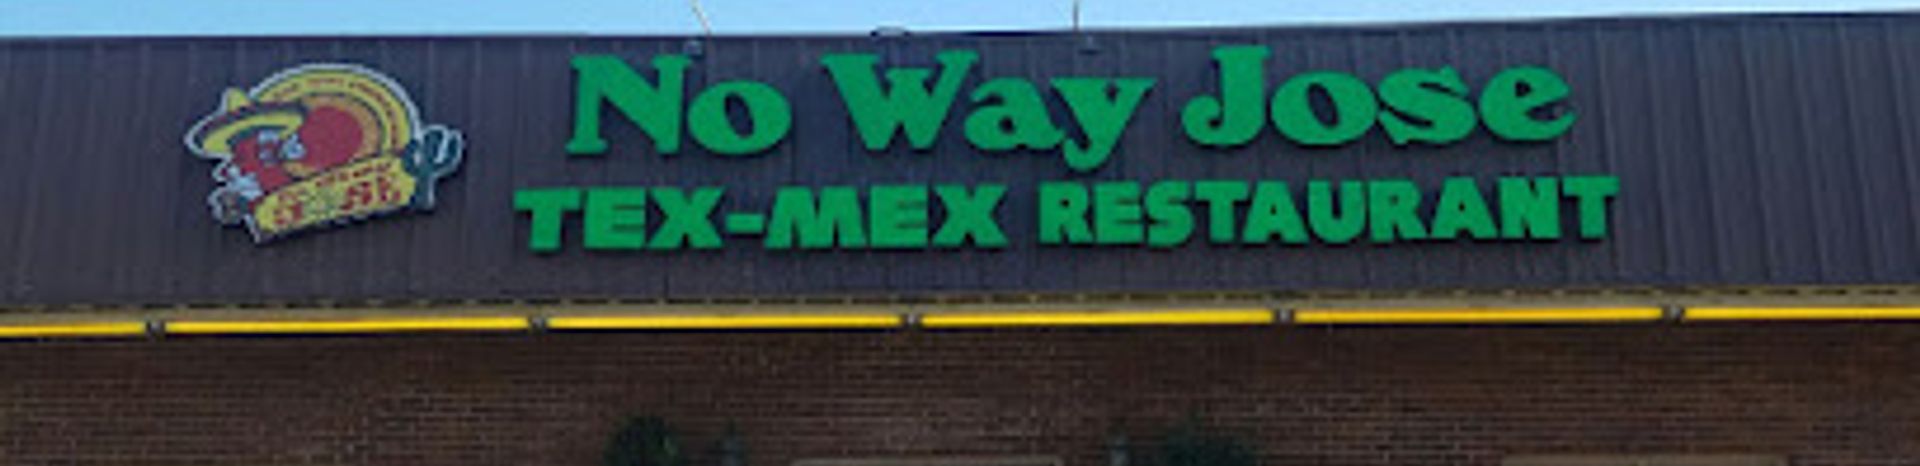 No Way Jose
TEX-MEX RESTAURANT